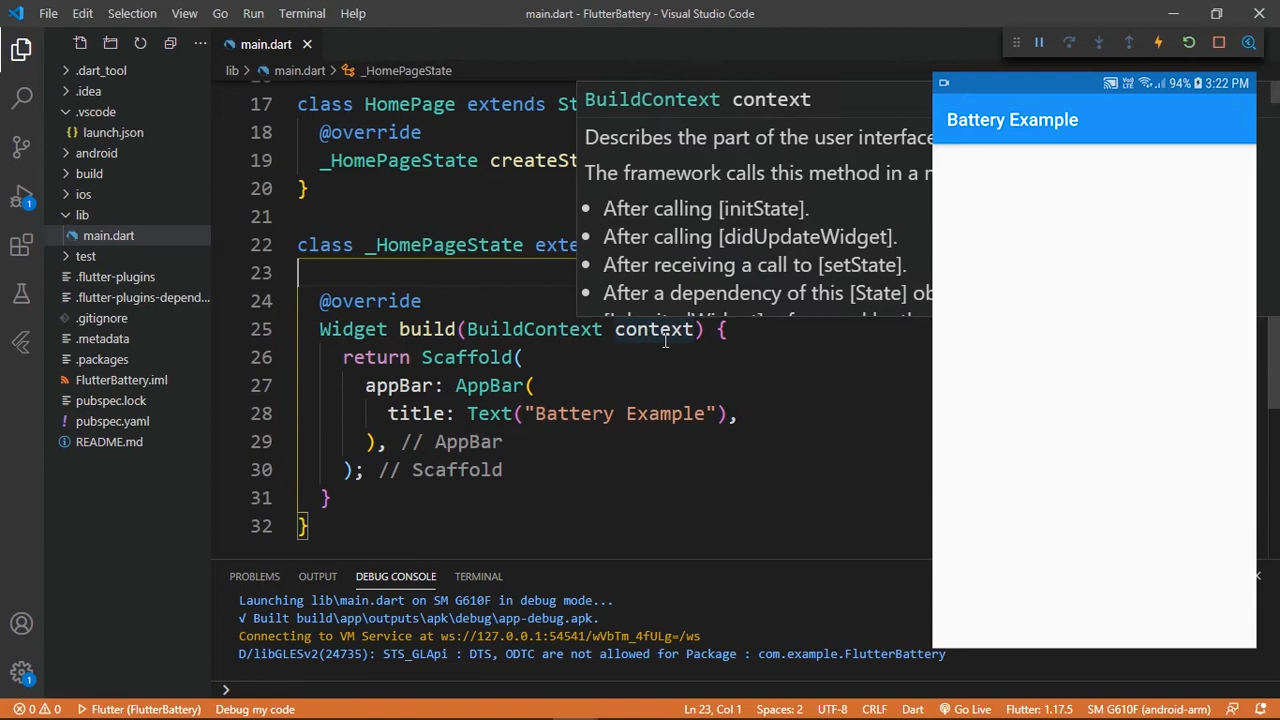 File Edit Selection View Go Run Terminal Help
main.dart - FlutterBattery - Visual Studio Code
main.dart
lib > main.dart > _HomePageState
.dart_tool
.idea
.vscode
launch.json
android
build
ios
lib
main.dart
test
.flutter-plugins
.flutter-plugins-depend...
.gitignore
.metadata
.packages
FlutterBattery.iml
pubspec.lock
pubspec.yaml
README.md
1
1
17 class HomePage extends St
18 @override
19 _HomePageState createSt
20 }
21
22 class _HomePageState exte
23
24 @override
25 Widget build(BuildContext context) {
26 return Scaffold(
27 appBar: AppBar(
28 title: Text("Battery Example"),
29 ), // AppBar
30 ); // Scaffold
31 }
32 }
BuildContext context
Describes the part of the user interface
The framework calls this method in a
• After calling [initState].
• After calling [didUpdateWidget].
• After receiving a call to [setState].
• After a dependency of this [State] ob
94% 3:22 PM
Battery Example
PROBLEMS OUTPUT DEBUG CONSOLE TERMINAL
Launching lib\main.dart on SM G610F in debug mode...
√ Built build\app\outputs\apk\debug\app-debug.apk.
Connecting to VM Service at ws://127.0.0.1:54541/wVbTm_4fULg=/ws
D/libGLESv2(24735): STS_GLApi : DTS, ODTC are not allowed for Package : com.example.FlutterBattery
>
0 0 Flutter (FlutterBattery) Debug my code
Ln 23, Col 1 Spaces: 2 UTF-8 CRLF Dart Go Live Flutter: 1.17.5 SM G610F (android-arm)